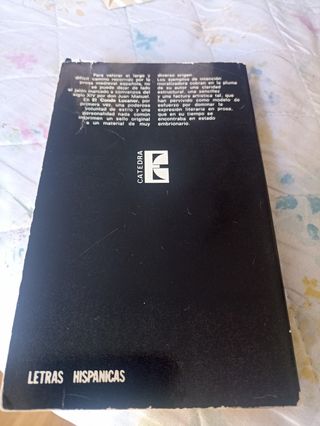 Para valorar el largo y
difícil camino recorrido por la
prosa medieval española, no
se puede dejar de lado
el jalón marcado a comienzos del
siglo XIV por don Juan Manuel.
En El Conde Lucanor, por
primera vez, una poderosa
voluntad de estilo y una
personalidad nada común
imprimen un sello original
a un material de muy
diverso origen.
Los ejemplos de intención
moralizadora cobran en la pluma
de su autor una claridad
estructural, una sencillez
y una factura artística tal, que
han pervivido como modelo de
esfuerzo por dominar la
expresión literaria en prosa,
que en su tiempo se
encontraba en estado
embrionario.
CATEDRA
LETRAS HISPANICAS